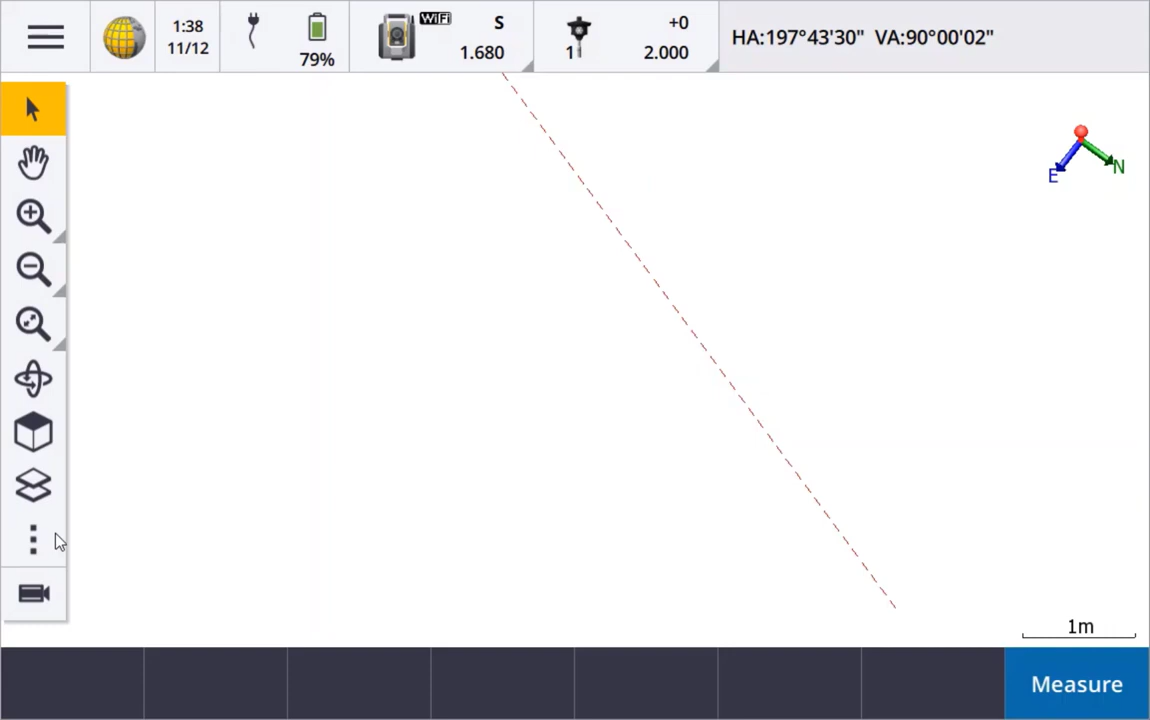 1:38
11/12
79%
WiFi
S
1.680
1
+0
2.000
HA:197°43'30" VA:90°00'02"
E
N
1m
Measure